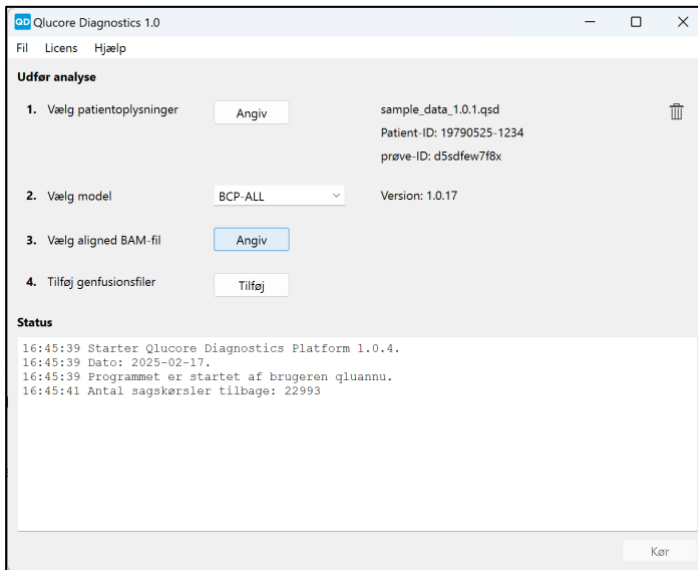 QD Qlucore Diagnostics 1.0
Fil Licens Hjælp
Udfør analyse
1. Vælg patientoplysninger Angiv sample_data_1.0.1.qsd
Patient-ID: 19790525-1234
prøve-ID: d5sdfew7f8x
2. Vælg model BCP-ALL Version: 1.0.17
3. Vælg aligned BAM-fil Angiv
4. Tilføj genfusionsfiler Tilføj
Status
16:45:39 Starter Qlucore Diagnostics Platform 1.0.4.
16:45:39 Dato: 2025-02-17.
16:45:39 Programmet er startet af brugeren qluannu.
16:45:41 Antal sagskørsler tilbage: 22993
Kør